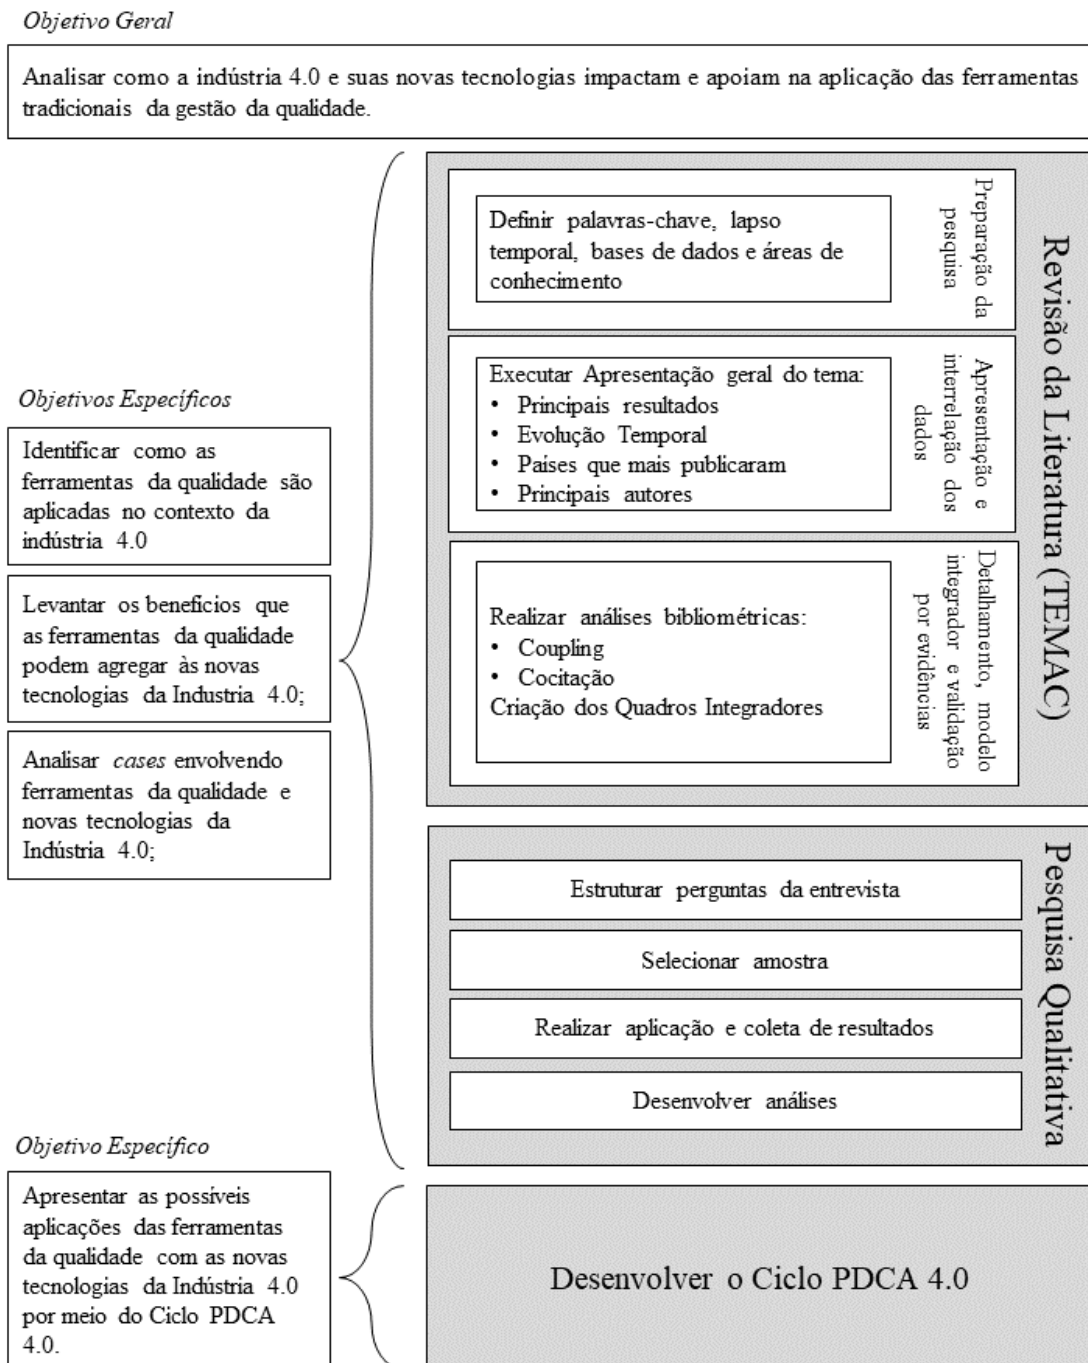 Objetivo Geral
Analisar como a indústria 4.0 e suas novas tecnologias impactam e apoiam na aplicação das ferramentas
tradicionais da gestão da qualidade.
Objetivos Específicos
Identificar como as
ferramentas da qualidade são
aplicadas no contexto da
indústria 4.0
Levantar os benefícios que
as ferramentas da qualidade
podem agregar às novas
tecnologias da Industria 4.0;
Analisar cases envolvendo
ferramentas da qualidade e
novas tecnologias da
Indústria 4.0;
Revisão da Literatura (TEMAC)
Preparação da
pesquisa
Definir palavras-chave, lapso
temporal, bases de dados e áreas de
conhecimento
Apresentação e
interrelação dos
dados
Executar Apresentação geral do tema:
• Principais resultados
• Evolução Temporal
• Países que mais publicaram
• Principais autores
Detalhamento, modelo
integrador e validação
por evidências
Realizar análises bibliométricas:
• Coupling
• Cocitação
Criação dos Quadros Integradores
Pesquisa Qualitativa
Estruturar perguntas da entrevista
Selecionar amostra
Realizar aplicação e coleta de resultados
Desenvolver análises
Objetivo Específico
Apresentar as possíveis
aplicações das ferramentas
da qualidade com as novas
tecnologias da Indústria 4.0
por meio do Ciclo PDCA
4.0.
Desenvolver o Ciclo PDCA 4.0